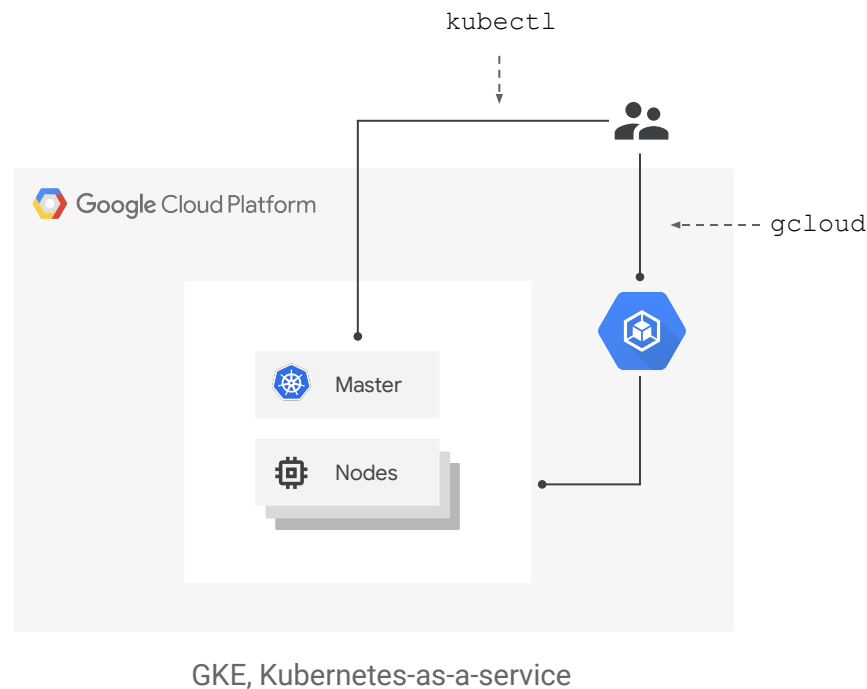 kubectl
Google Cloud Platform
gcloud
Master
Nodes
GKE, Kubernetes-as-a-service